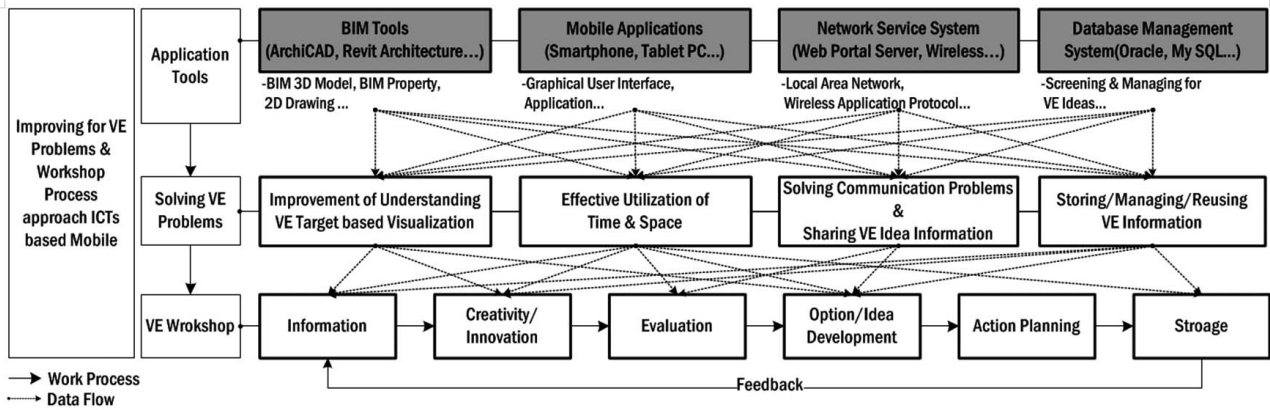 Improving for VE
Problems &
Workshop
Process
approach ICTs
based Mobile
Application
Tools
BIM Tools
(ArchiCAD, Revit Architecture...)
Mobile Applications
(Smartphone, Tablet PC...)
Network Service System
(Web Portal Server, Wireless...)
Database Management
System(Oracle, My SQL...)
-BIM 3D Model, BIM Property,
2D Drawing ...
-Graphical User Interface,
Application...
-Local Area Network,
Wireless Application Protocol...
-Screening & Managing for
VE Ideas...
Solving VE
Problems
Improvement of Understanding
VE Target based Visualization
Effective Utilization of
Time & Space
Solving Communication Problems
&
Sharing VE Idea Information
Storing/Managing/Reusing
VE Information
VE Wrokshop
Information
Creativity/
Innovation
Evaluation
Option/Idea
Development
Action Planning
Stroage
Feedback
Work Process
Data Flow